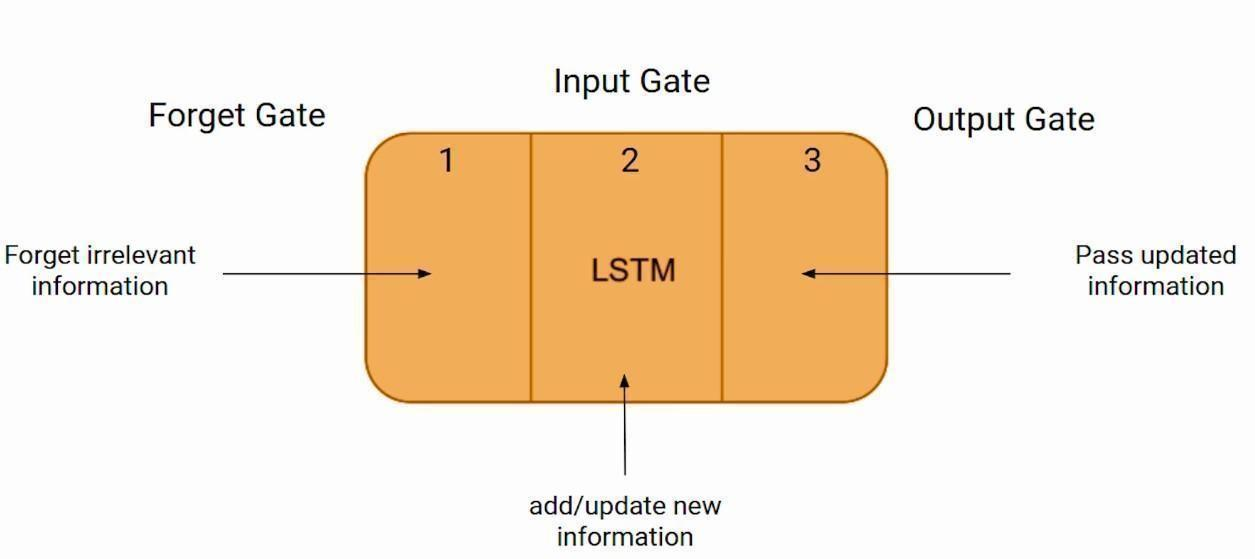 Input Gate
Forget Gate
Output Gate
1
2
3
Forget irrelevant
information
LSTM
Pass updated
information
add/update new
information